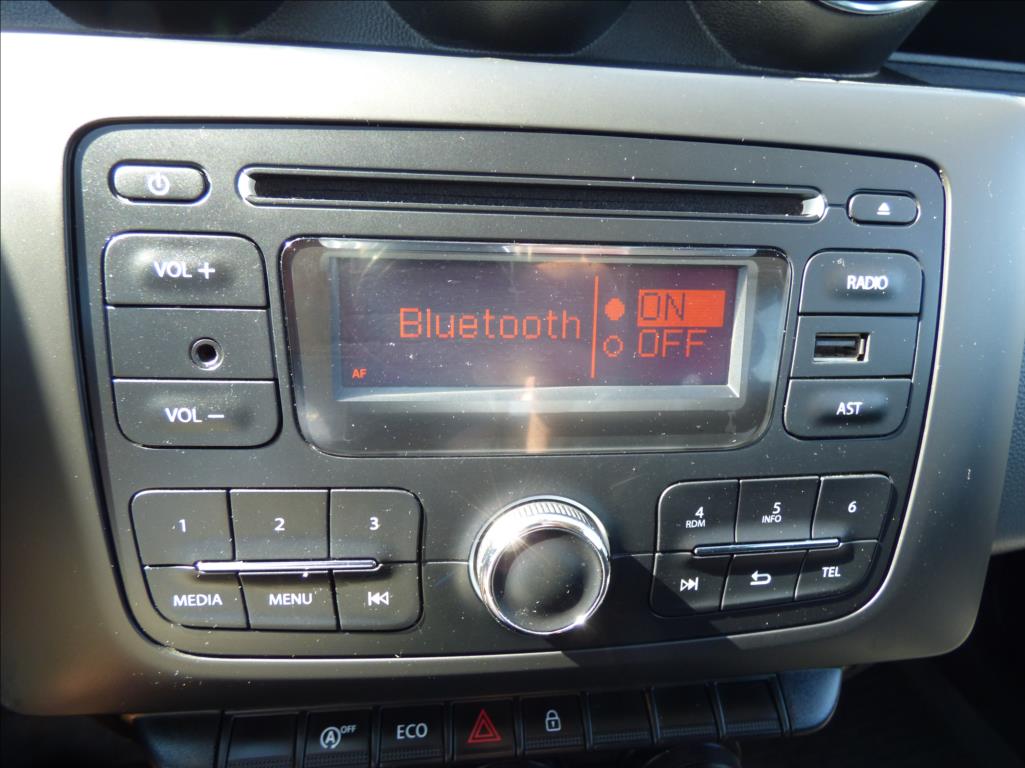 VOL +
RADIO
Bluetooth
ON
OFF
AF
VOL –
AST
1
2
3
4
RDM
5
INFO
6
MEDIA
MENU
TEL
A OFF
ECO